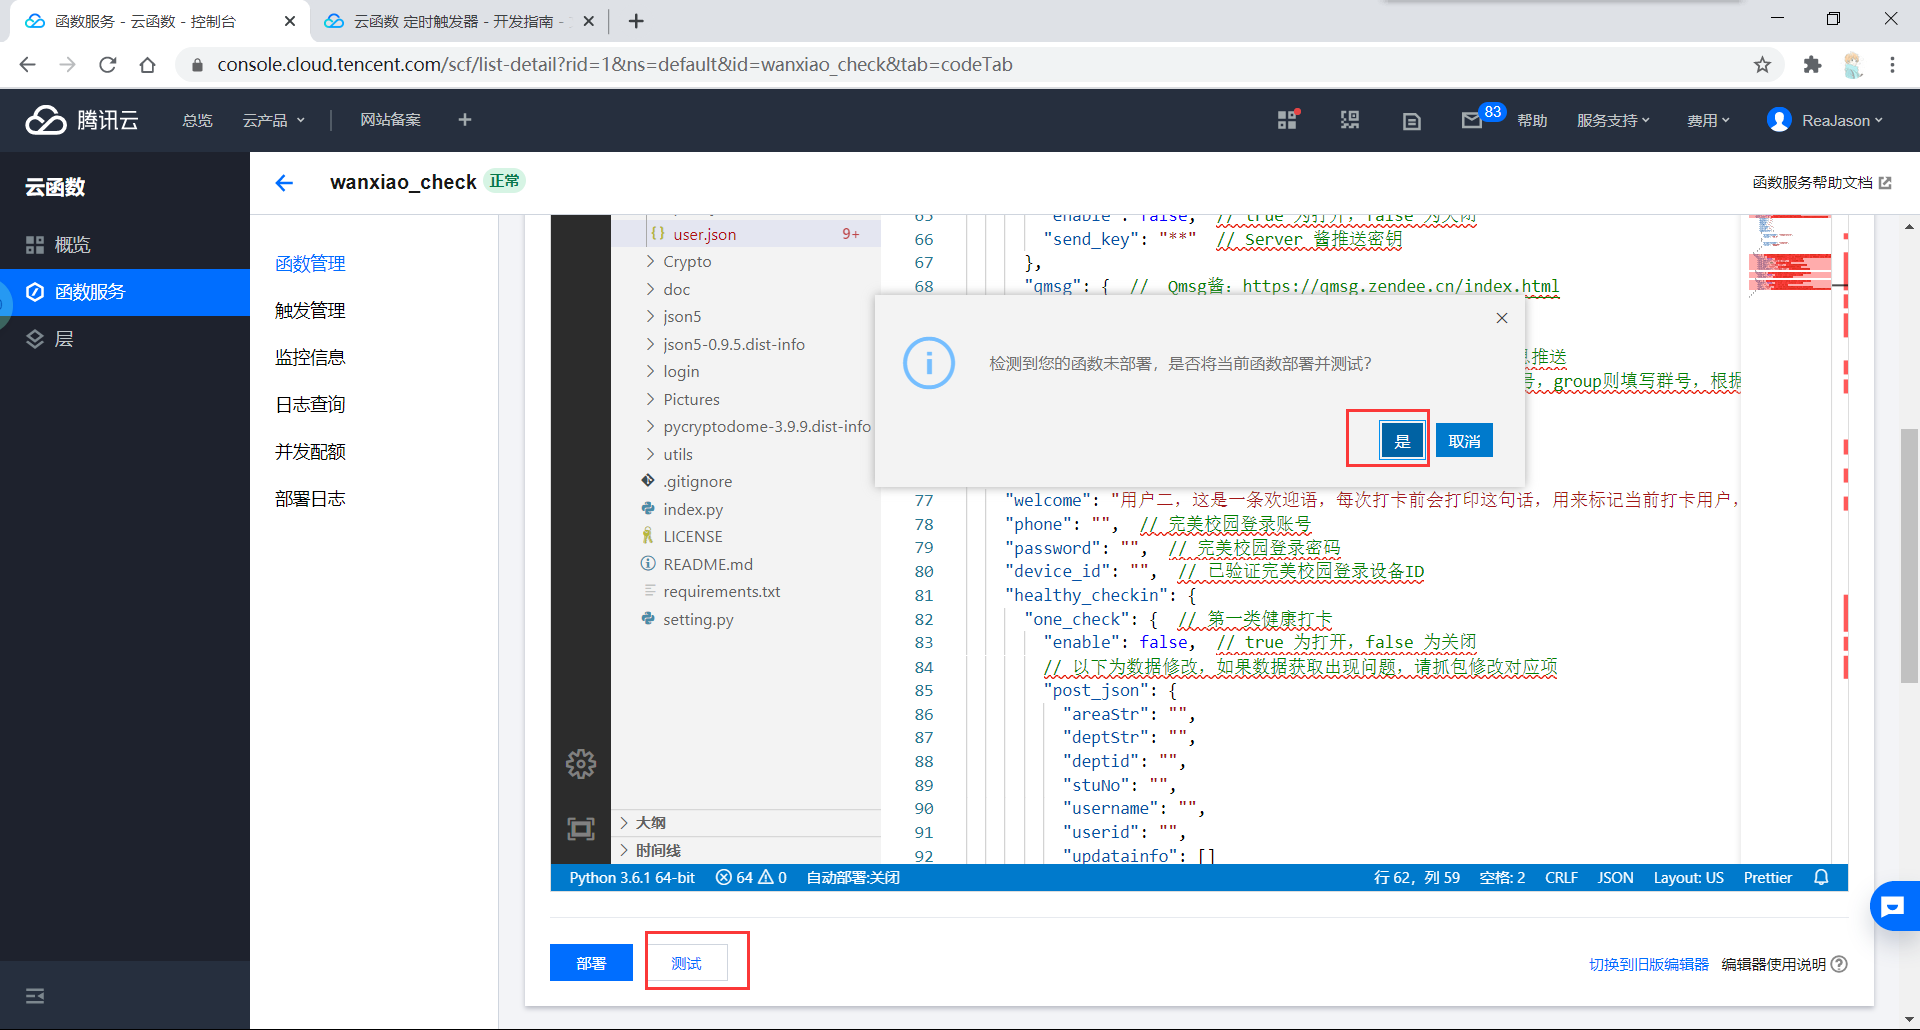 函数服务 - 云函数 - 控制台
云函数 定时触发器 - 开发指南 -
console.cloud.tencent.com/scf/list-detail?rid=1&ns=default&id=wanxiao_check&tab=codeTab
腾讯云
总览
云产品
网站备案
83
帮助
服务支持
费用
ReaJason
云函数
概览
函数服务
层
wanxiao_check
正常
函数服务帮助文档
函数管理
触发管理
监控信息
日志查询
并发配额
部署日志
{} user.json 9+
Crypto
doc
json5
json5-0.9.5.dist-info
login
Pictures
pycryptodome-3.9.9.dist-info
utils
.gitignore
index.py
LICENSE
README.md
requirements.txt
setting.py
大纲
时间线
65 "enable": false, // true 为打开，false 为关闭
66 "send_key": "**" // Server 酱推送密钥
67 },
68 "qmsg": { // Qmsg酱：https://qmsg.zendee.cn/index.html
息推送
号，group则填写群号，根据
检测到您的函数未部署，是否将当前函数部署并测试？
是
取消
77 "welcome": "用户二，这是一条欢迎语，每次打卡前会打印这句话，用来标记当前打卡用户，
78 "phone": "", // 完美校园登录账号
79 "password": "", // 完美校园登录密码
80 "device_id": "", // 已验证完美校园登录设备ID
81 "healthy_checkin": {
82 "one_check": { // 第一类健康打卡
83 "enable": false, // true 为打开，false 为关闭
84 // 以下为数据修改，如果数据获取出现问题，请抓包修改对应项
85 "post_json": {
86 "areaStr": "",
87 "deptStr": "",
88 "deptid": "",
89 "stuNo": "",
90 "username": "",
91 "userid": "",
92 "updatainfo": []
Python 3.6.1 64-bit
64
0
自动部署:关闭
行 62，列 59
空格: 2
CRLF
JSON
Layout: US
Prettier
部署
测试
切换到旧版编辑器
编辑器使用说明